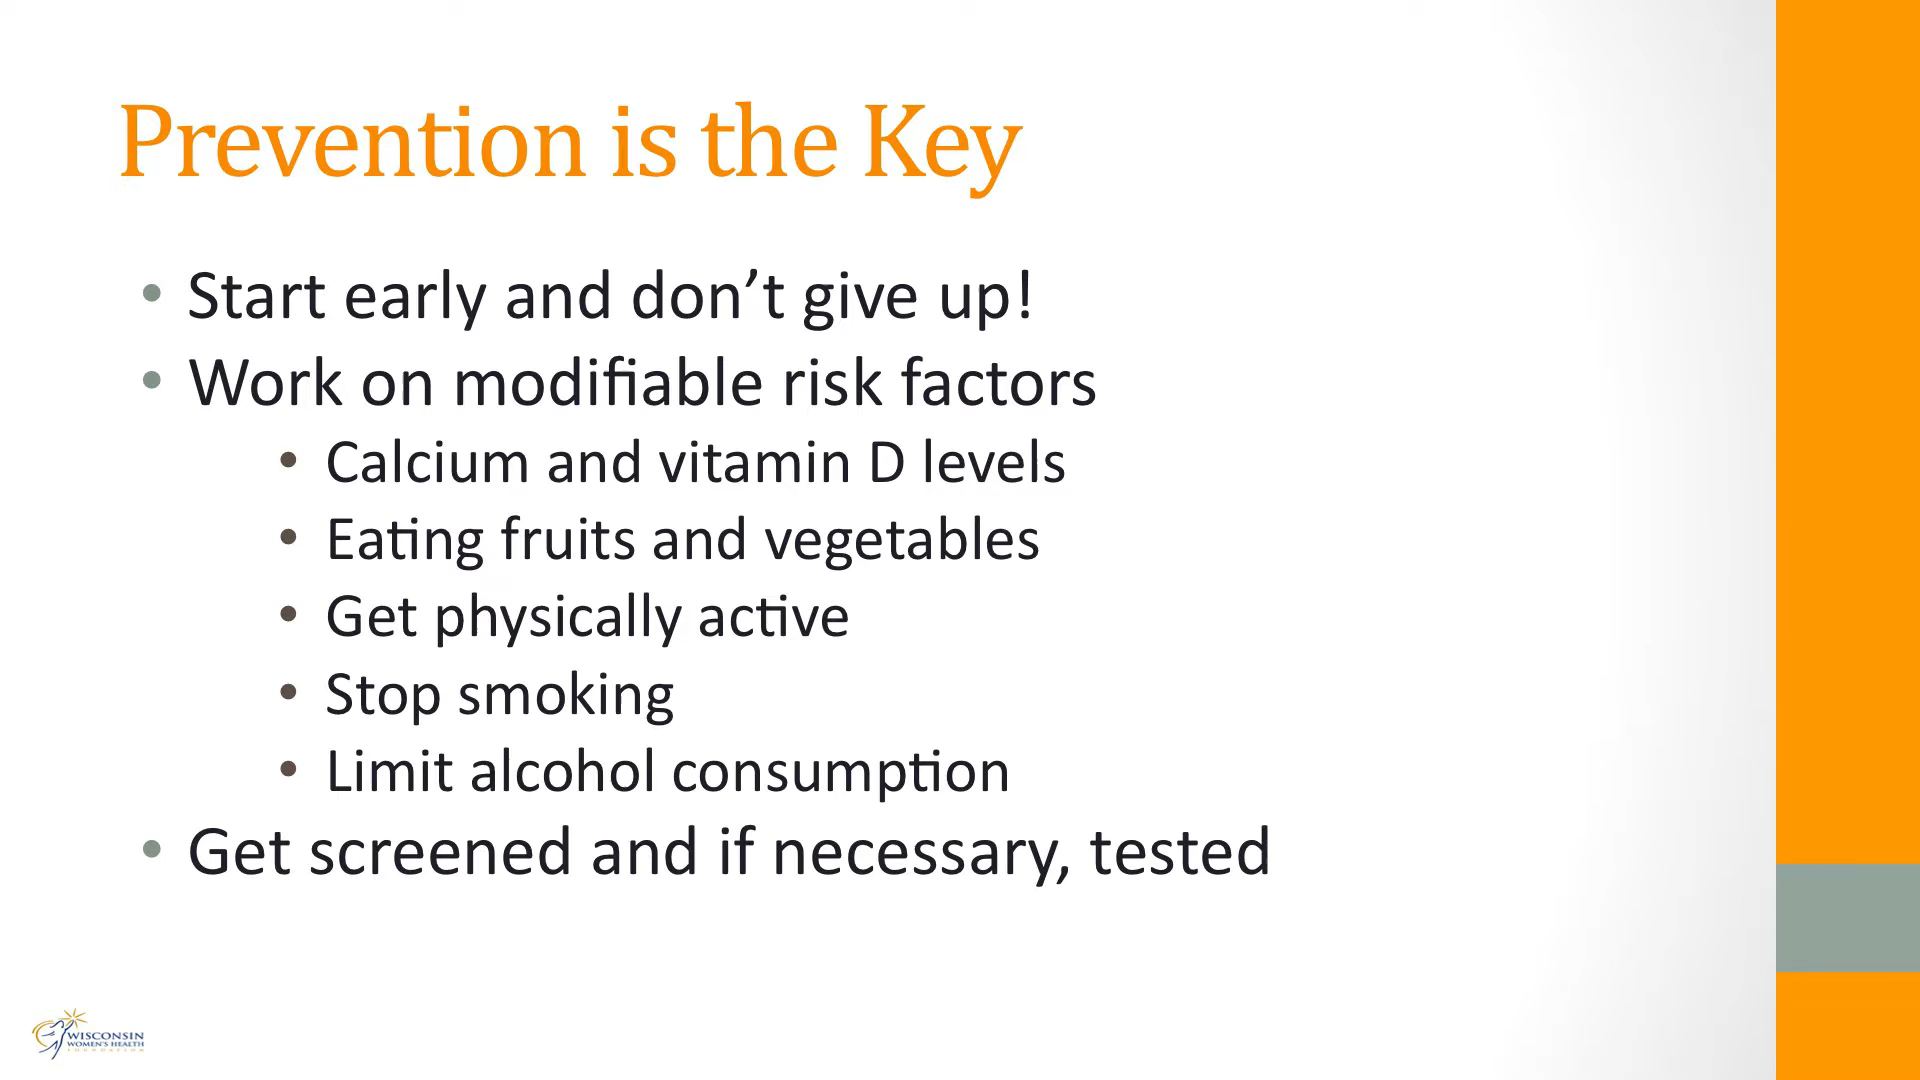 Prevention is the Key
• Start early and don’t give up!
• Work on modifiable risk factors
• Calcium and vitamin D levels
• Eating fruits and vegetables
• Get physically active
• Stop smoking
• Limit alcohol consumption
• Get screened and if necessary, tested
WISCONSIN
WOMEN'S HEALTH
FOUNDATION